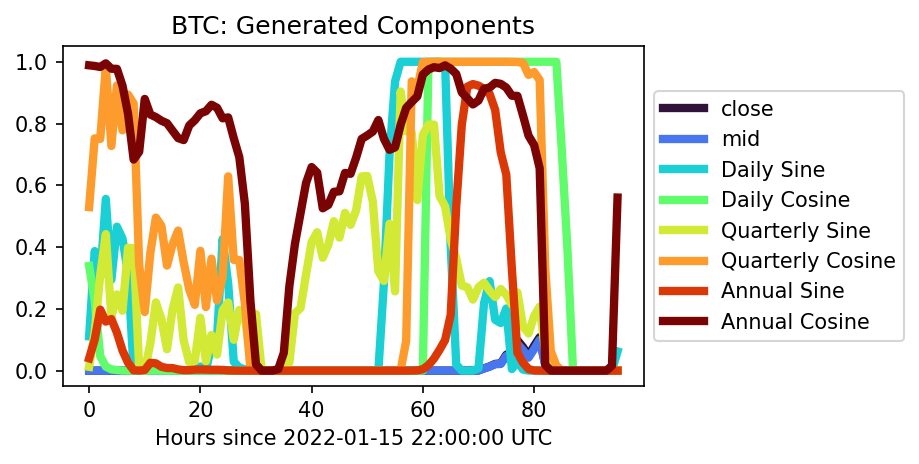 BTC: Generated Components
1.0
0.8
0.6
0.4
0.2
0.0
0
20
40
60
80
Hours since 2022-01-15 22:00:00 UTC
close
mid
Daily Sine
Daily Cosine
Quarterly Sine
Quarterly Cosine
Annual Sine
Annual Cosine